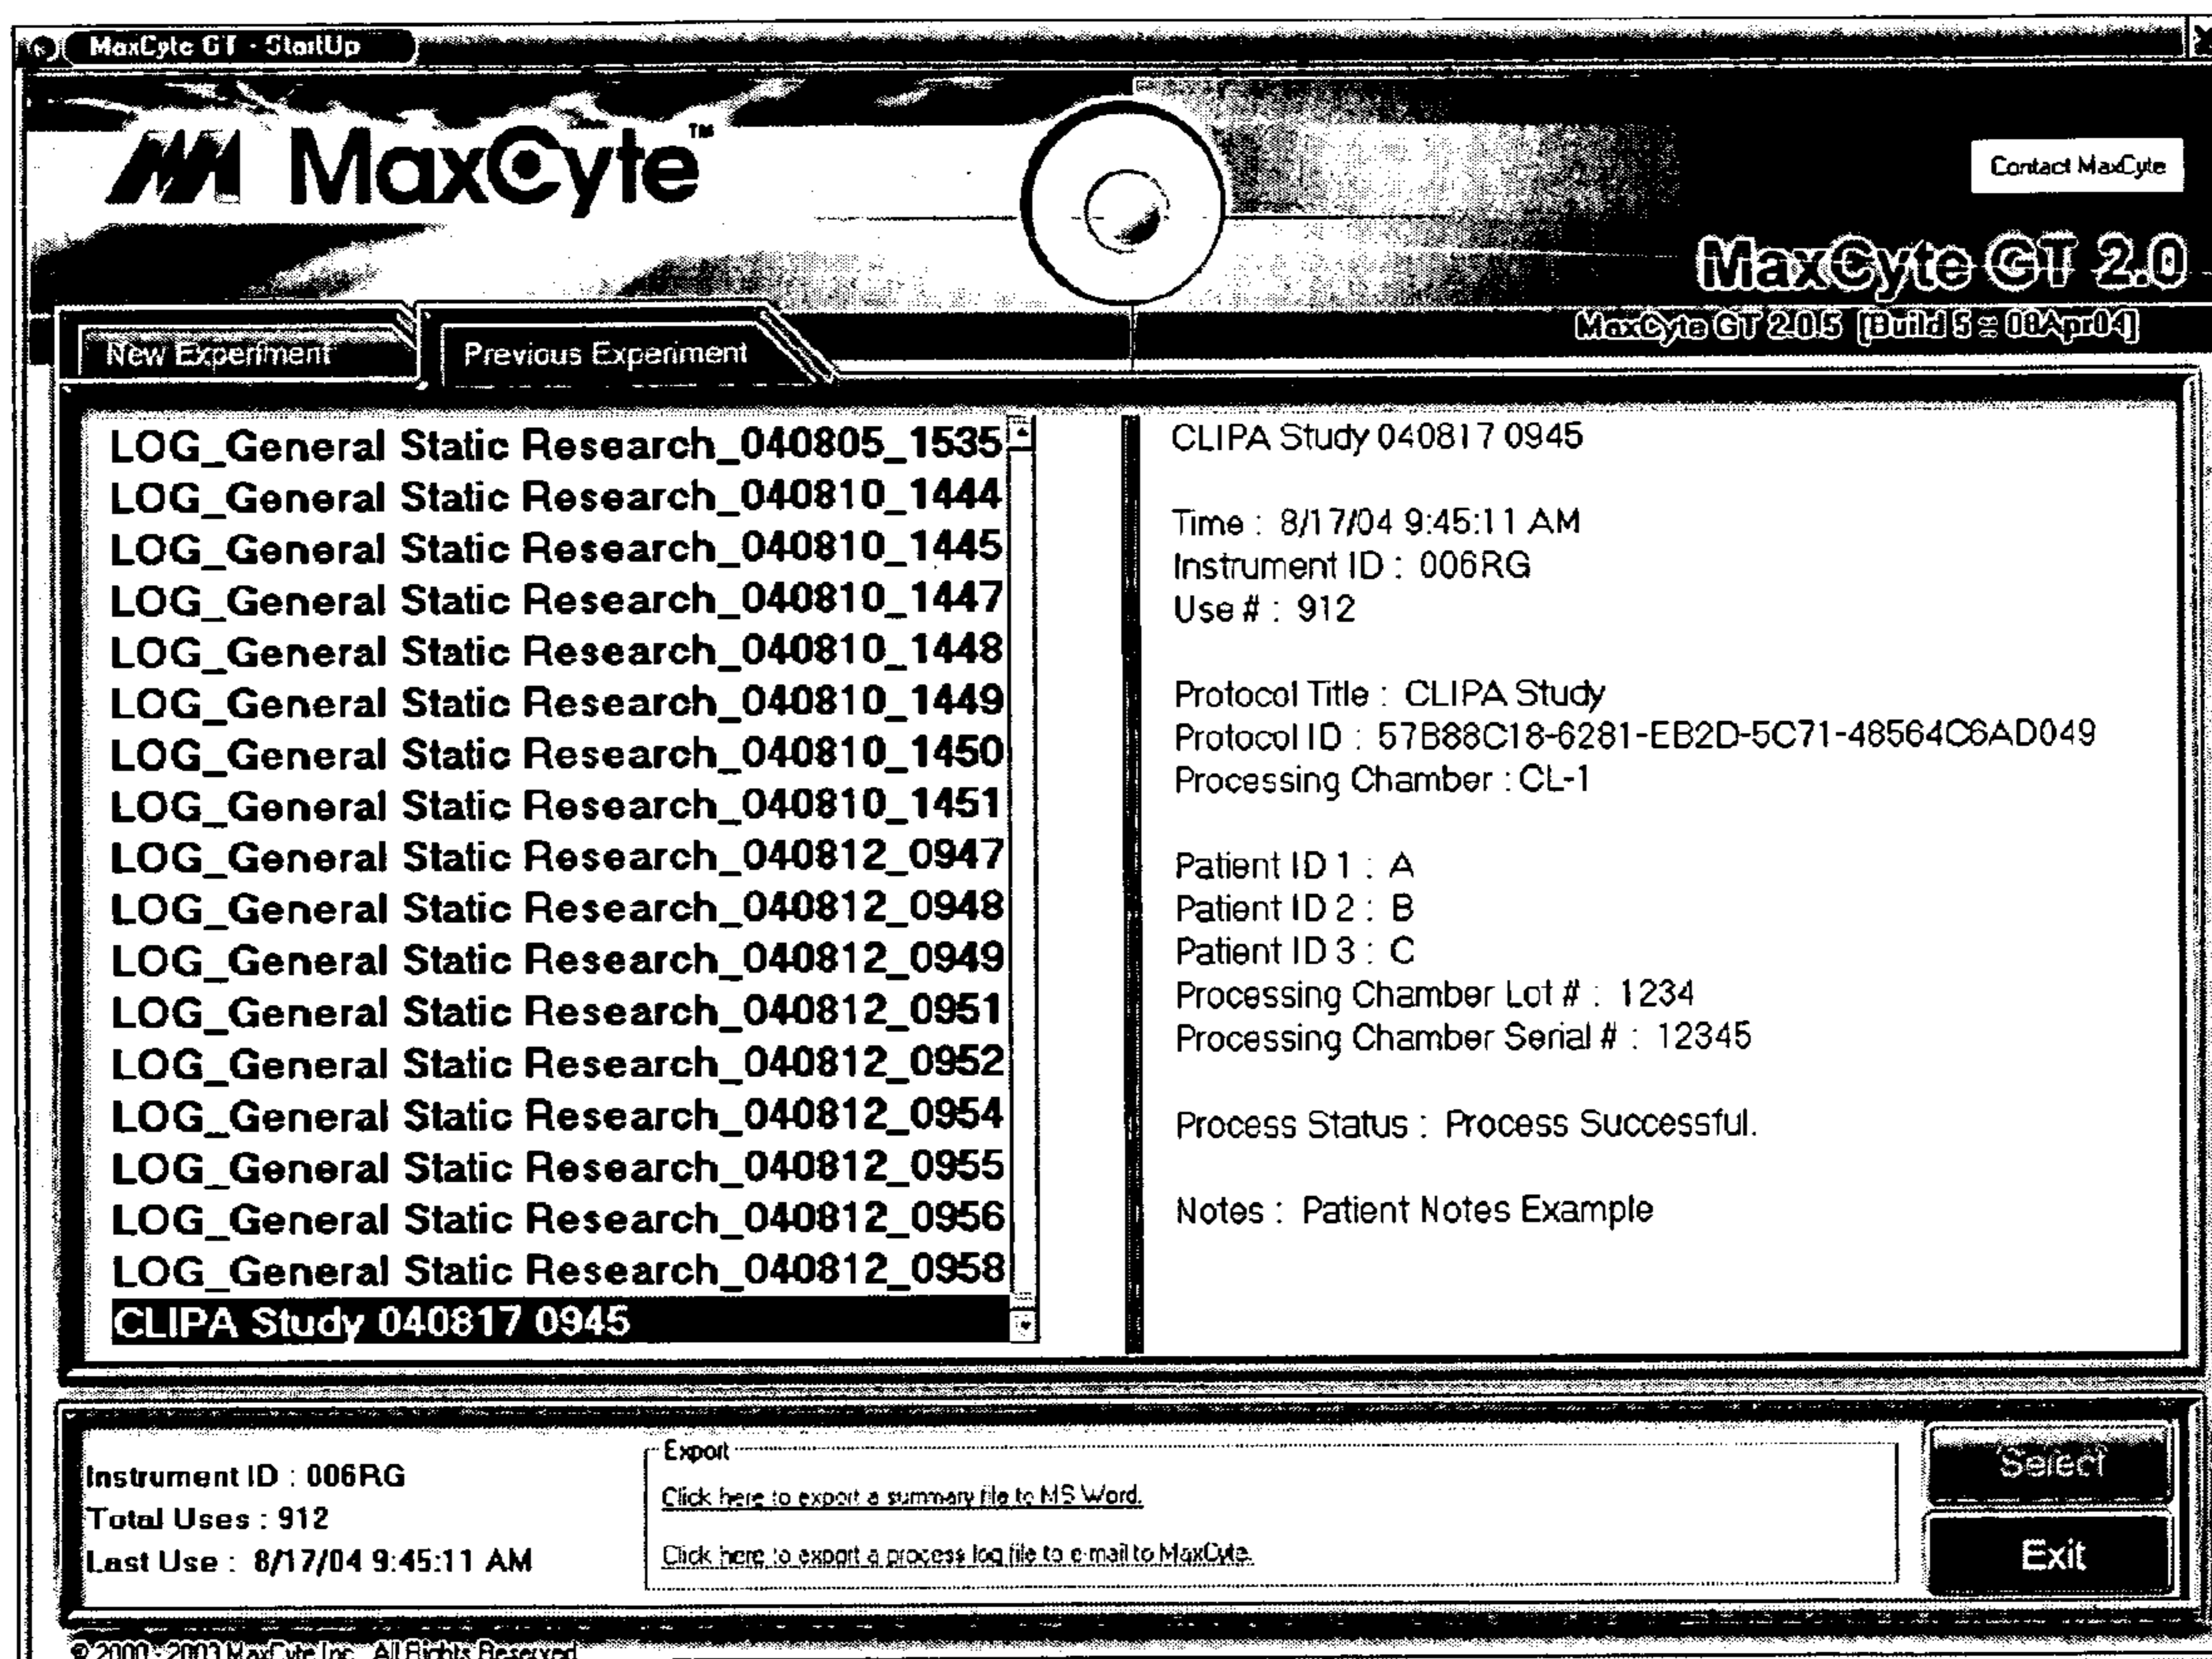 MaxCyte GT - StartUp
MaxCyte™
Contact MaxCyte
MaxCyte GT 2.0
MaxCyte GT 2.0.5 [Build 5 - 08Apr04]
New Experiment
Previous Experiment
LOG_General Static Research_040805_1535
LOG_General Static Research_040810_1444
LOG_General Static Research_040810_1445
LOG_General Static Research_040810_1447
LOG_General Static Research_040810_1448
LOG_General Static Research_040810_1449
LOG_General Static Research_040810_1450
LOG_General Static Research_040810_1451
LOG_General Static Research_040812_0947
LOG_General Static Research_040812_0948
LOG_General Static Research_040812_0949
LOG_General Static Research_040812_0951
LOG_General Static Research_040812_0952
LOG_General Static Research_040812_0954
LOG_General Static Research_040812_0955
LOG_General Static Research_040812_0956
LOG_General Static Research_040812_0958
CLIPA Study 040817 0945
CLIPA Study 040817 0945
Time : 8/17/04 9:45:11 AM
Instrument ID : 006RG
Use # : 912
Protocol Title : CLIPA Study
Protocol ID : 57B88C18-6281-EB2D-5C71-48564C6AD049
Processing Chamber : CL-1
Patient ID 1 : A
Patient ID 2 : B
Patient ID 3 : C
Processing Chamber Lot # : 1234
Processing Chamber Serial # : 12345
Process Status : Process Successful.
Notes : Patient Notes Example
Instrument ID : 006RG
Total Uses : 912
Last Use : 8/17/04 9:45:11 AM
Export
Click here to export a summary file to MS Word.
Click here to export a process log file to e-mail to MaxCyte.
Select
Exit
© 2000 - 2003 MaxCyte Inc. All Rights Reserved